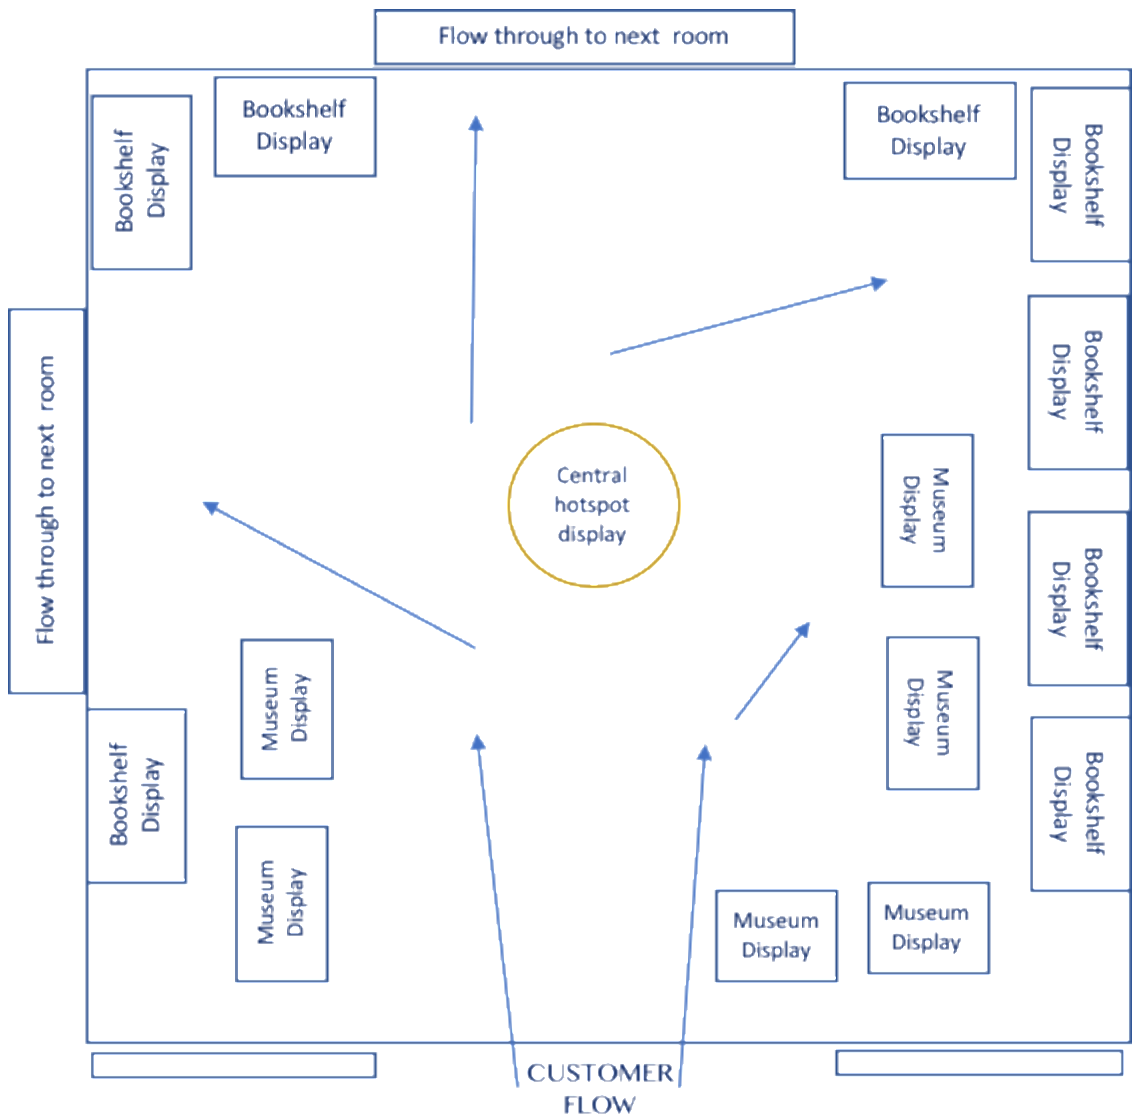 Flow through to next room
Bookshelf
Display
Bookshelf
Display
Bookshelf
Display
Bookshelf
Display
Bookshelf
Display
Flow through to next room
Central
hotspot
display
Museum
Display
Bookshelf
Display
Museum
Display
Museum
Display
Bookshelf
Display
Bookshelf
Display
Museum
Display
Museum
Display
Museum
Display
CUSTOMER
FLOW